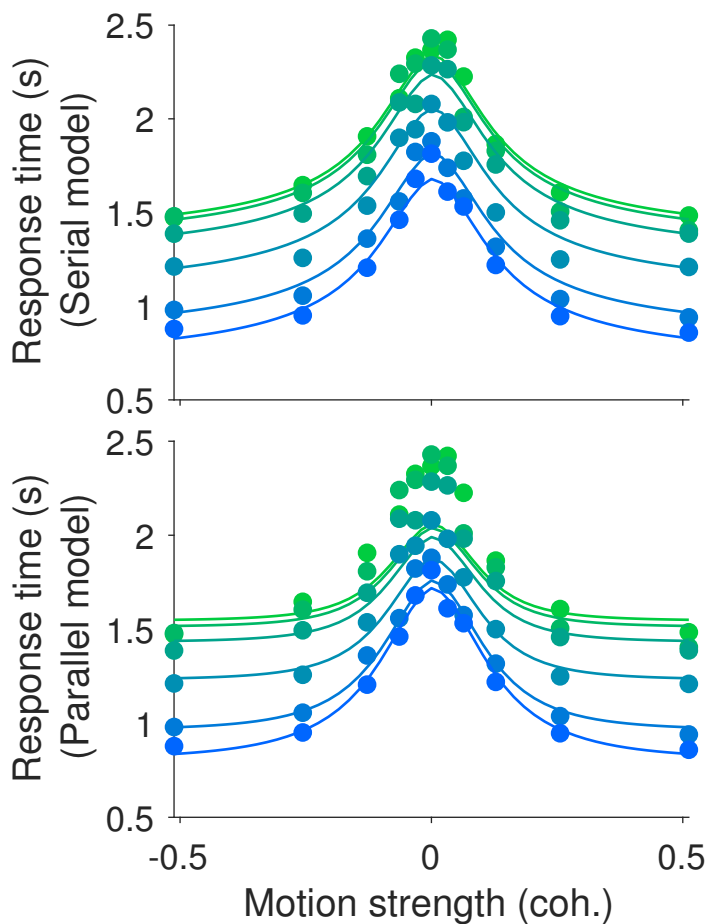 Response time (s)
(Serial model)
2.5
2
1.5
1
0.5
Response time (s)
(Parallel model)
2.5
2
1.5
1
0.5
-0.5 0 0.5
Motion strength (coh.)